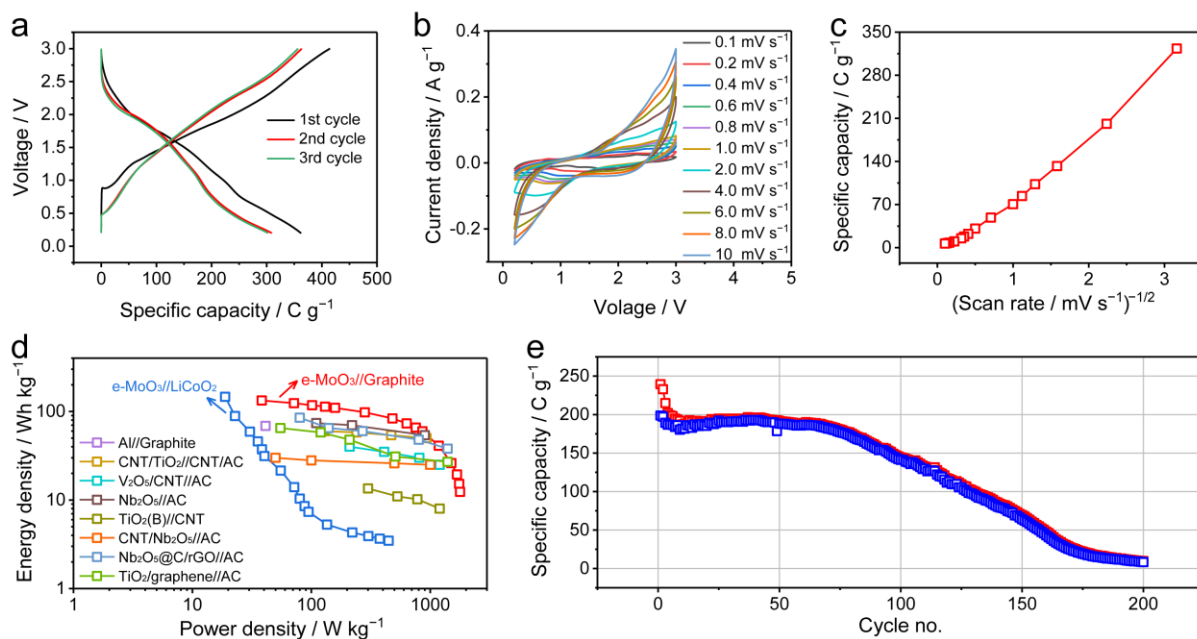 a
Voltage / V
3.0
2.5
2.0
1.5
1.0
0.5
0.0
1st cycle
2nd cycle
3rd cycle
0 100 200 300 400 500
Specific capacity / C g⁻¹
b
Current density / A g⁻¹
0.4
0.2
0.0
-0.2
0.1 mV s⁻¹
0.2 mV s⁻¹
0.4 mV s⁻¹
0.6 mV s⁻¹
0.8 mV s⁻¹
1.0 mV s⁻¹
2.0 mV s⁻¹
4.0 mV s⁻¹
6.0 mV s⁻¹
8.0 mV s⁻¹
10 mV s⁻¹
0 1 2 3 4 5
Volage / V
c
Specific capacity / C g⁻¹
350
280
210
140
70
0
0 1 2 3
(Scan rate / mV s⁻¹)⁻¹/²
d
Energy density / Wh kg⁻¹
100
10
1
e-MoO₃//LiCoO₂
e-MoO₃//Graphite
Al//Graphite
CNT/TiO₂//CNT/AC
V₂O₅/CNT//AC
Nb₂O₅//AC
TiO₂(B)//CNT
CNT/Nb₂O₅//AC
Nb₂O₅@C/rGO//AC
TiO₂/graphene//AC
1 10 100 1000
Power density / W kg⁻¹
e
Specific capacity / C g⁻¹
250
200
150
100
50
0
0 50 100 150 200
Cycle no.